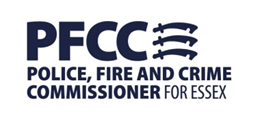 PFCC
POLICE, FIRE AND CRIME
COMMISSIONER FOR ESSEX